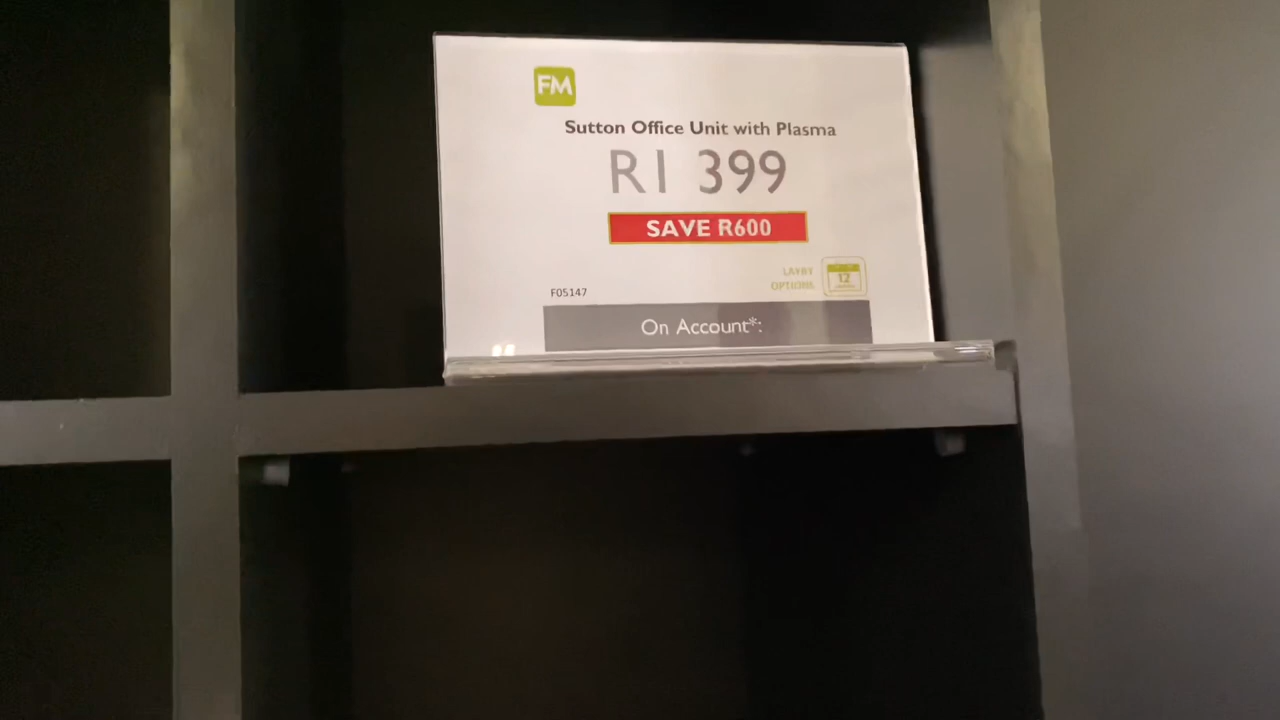 FM
Sutton Office Unit with Plasma
R1 399
SAVE R600
LAYBY
OPTIONS
12
F05147
On Account*: